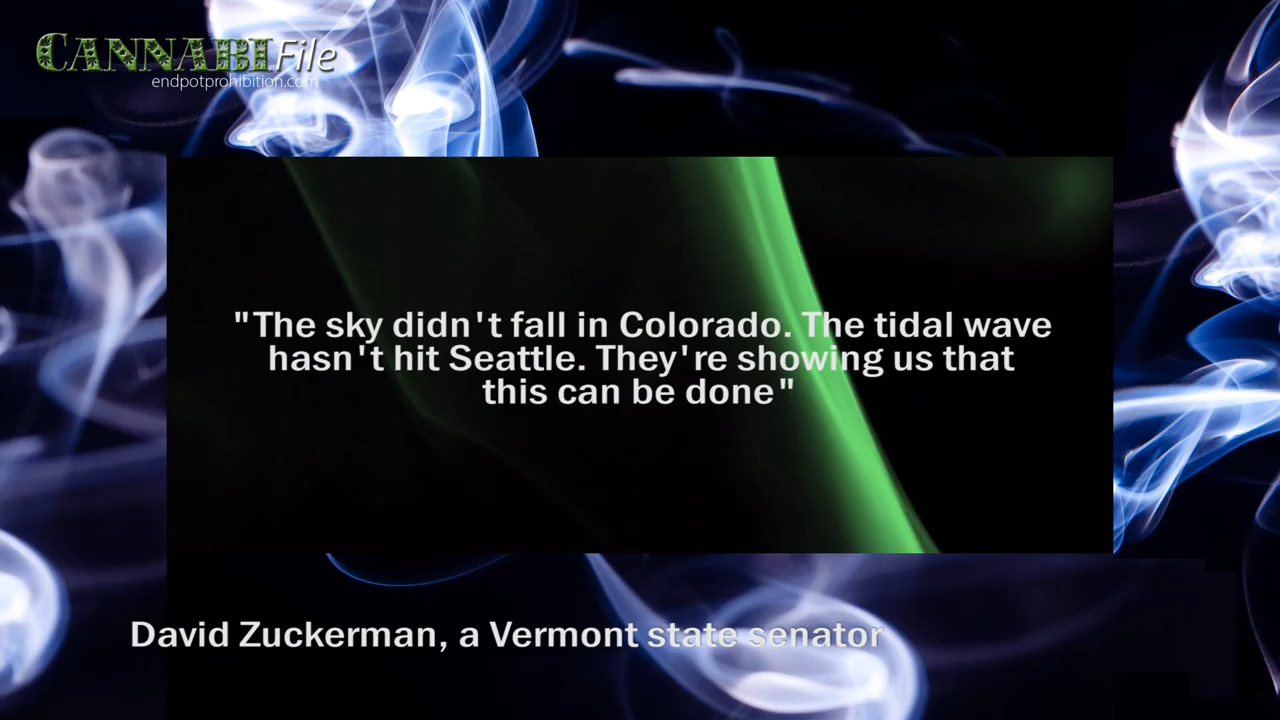 CANNABIFile
endpotprohibition.com
"The sky didn't fall in Colorado. The tidal wave
hasn't hit Seattle. They're showing us that
this can be done"
David Zuckerman, a Vermont state senator